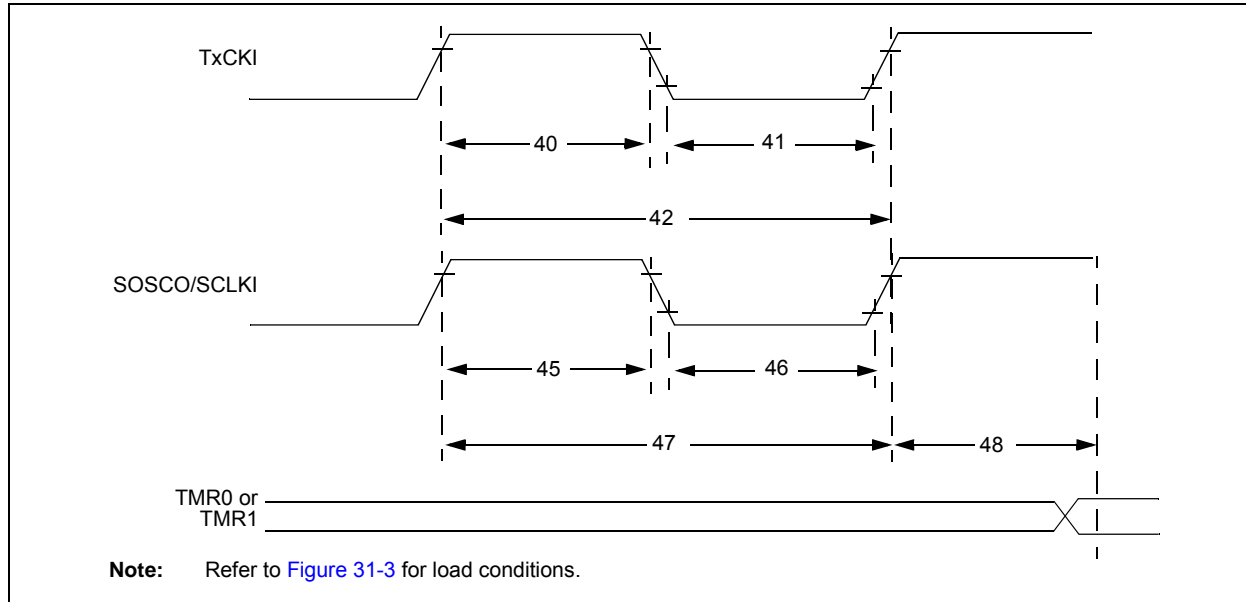 TxCKI
40
41
42
SOSCO/SCLKI
45
46
47
48
TMR0 or
TMR1
Note: Refer to Figure 31-3 for load conditions.